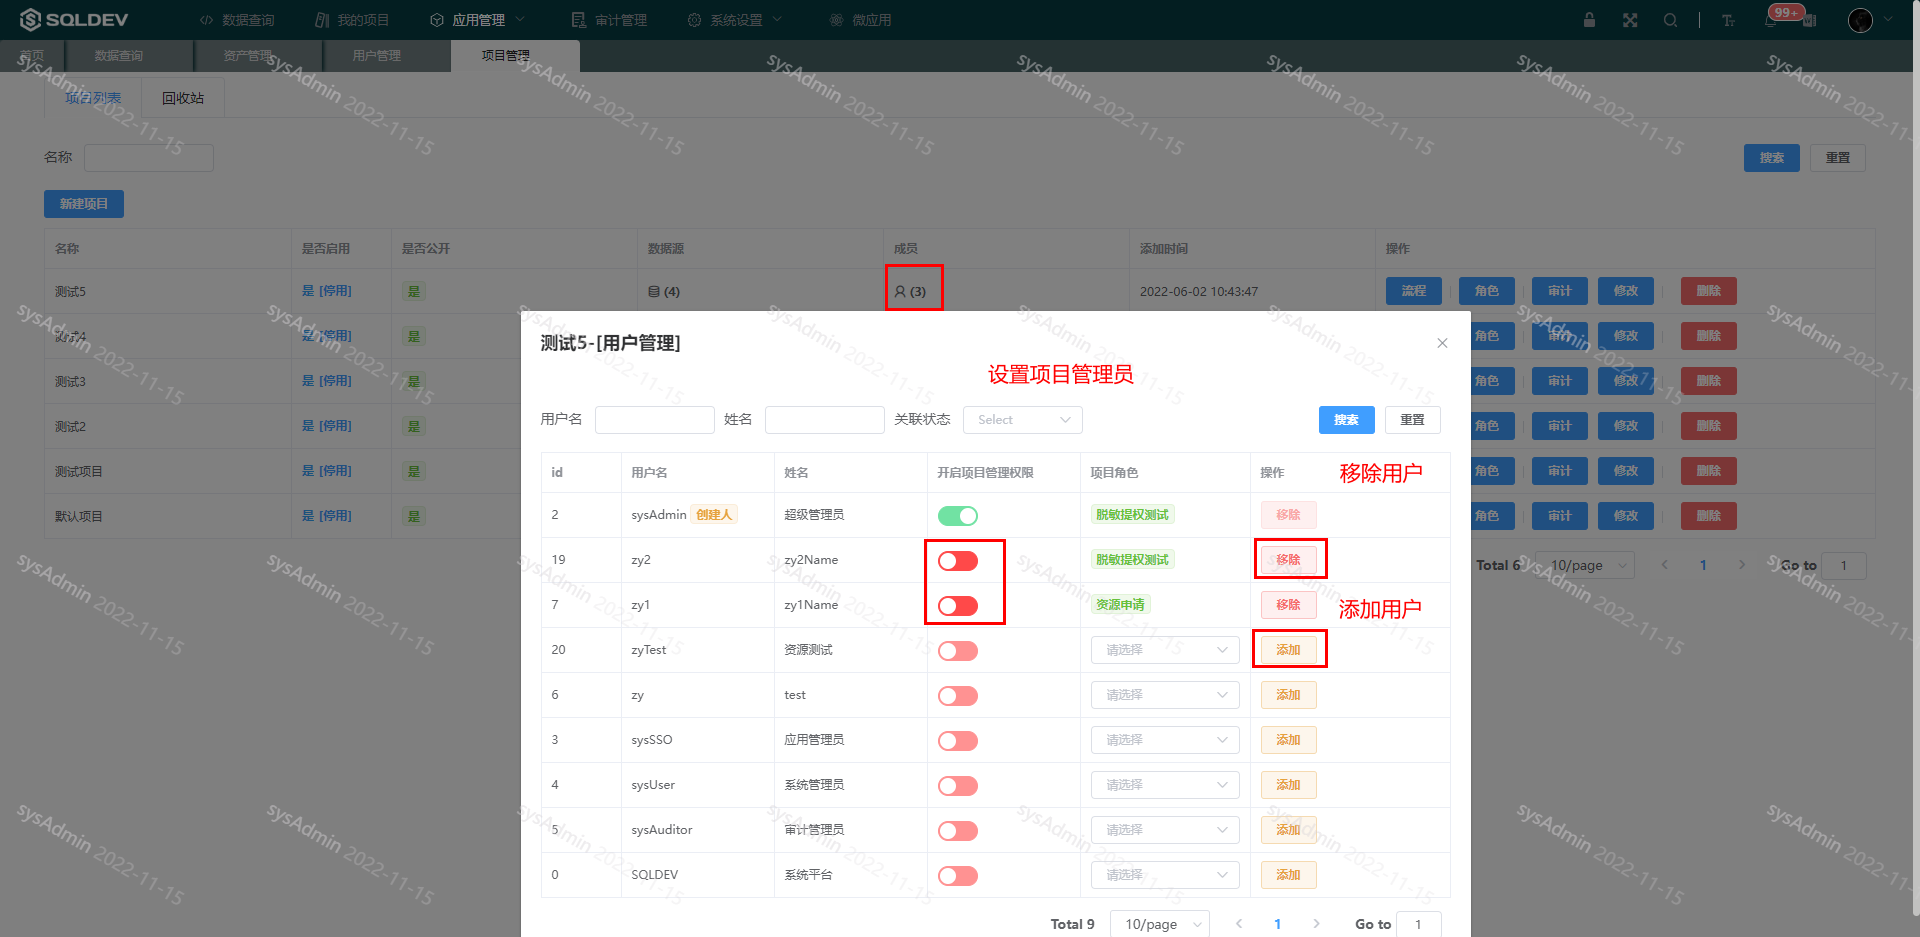 SQLDEV 数据查询 我的项目 应用管理 审计管理 系统设置 微应用 99+
首页 数据查询 资产管理 用户管理 项目管理
项目列表 回收站
名称 搜索 重置
新建项目
名称 是否启用 是否公开 数据源 成员 添加时间 操作
测试5 是 [停用] 是 (4) (3) 2022-06-02 10:43:47 流程 角色 审计 修改 删除
测试4 是 [停用] 是 角色 审计 修改 删除
测试3 是 [停用] 是 角色 审计 修改 删除
测试2 是 [停用] 是 角色 审计 修改 删除
测试项目 是 [停用] 是 角色 审计 修改 删除
默认项目 是 [停用] 是 角色 审计 修改 删除
Total 6 10/page 1 Go to 1
测试5-[用户管理]
设置项目管理员
用户名 姓名 关联状态 Select 搜索 重置
id 用户名 姓名 开启项目管理权限 项目角色 操作 移除用户
2 sysAdmin 创建人 超级管理员 脱敏提权测试 移除
19 zy2 zy2Name 脱敏提权测试 移除
7 zy1 zy1Name 资源申请 移除 添加用户
20 zyTest 资源测试 请选择 添加
6 zy test 请选择 添加
3 sysSSO 应用管理员 请选择 添加
4 sysUser 系统管理员 请选择 添加
5 sysAuditor 审计管理员 请选择 添加
0 SQLDEV 系统平台 请选择 添加
Total 9 10/page 1 Go to 1
sysAdmin 2022-11-15